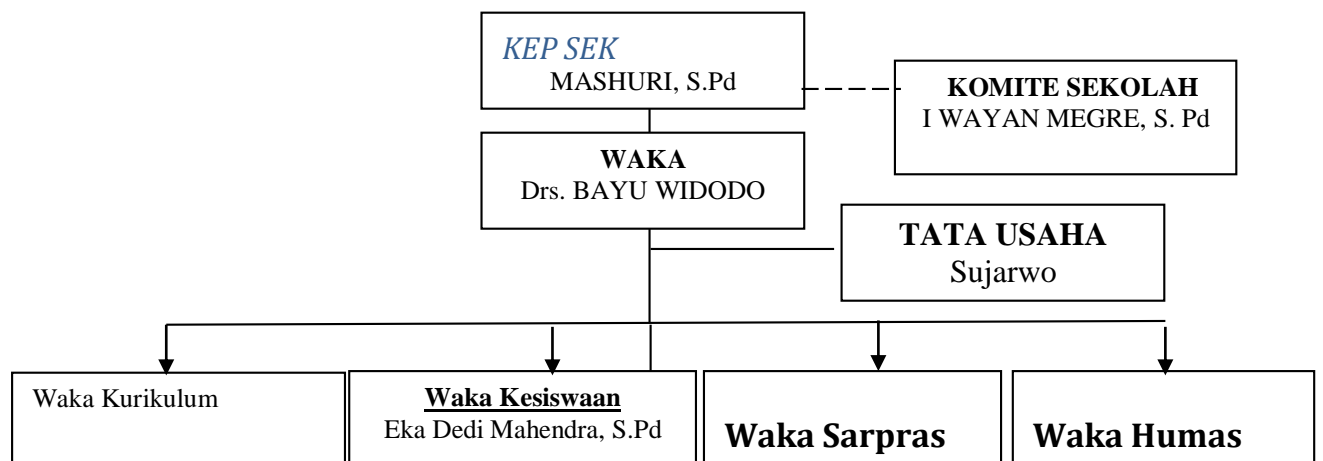 KEP SEK
MASHURI, S.Pd
KOMITE SEKOLAH
I WAYAN MEGRE, S. Pd
WAKA
Drs. BAYU WIDODO
TATA USAHA
Sujarwo
Waka Kurikulum
Waka Kesiswaan
Eka Dedi Mahendra, S.Pd
Waka Sarpras
Waka Humas